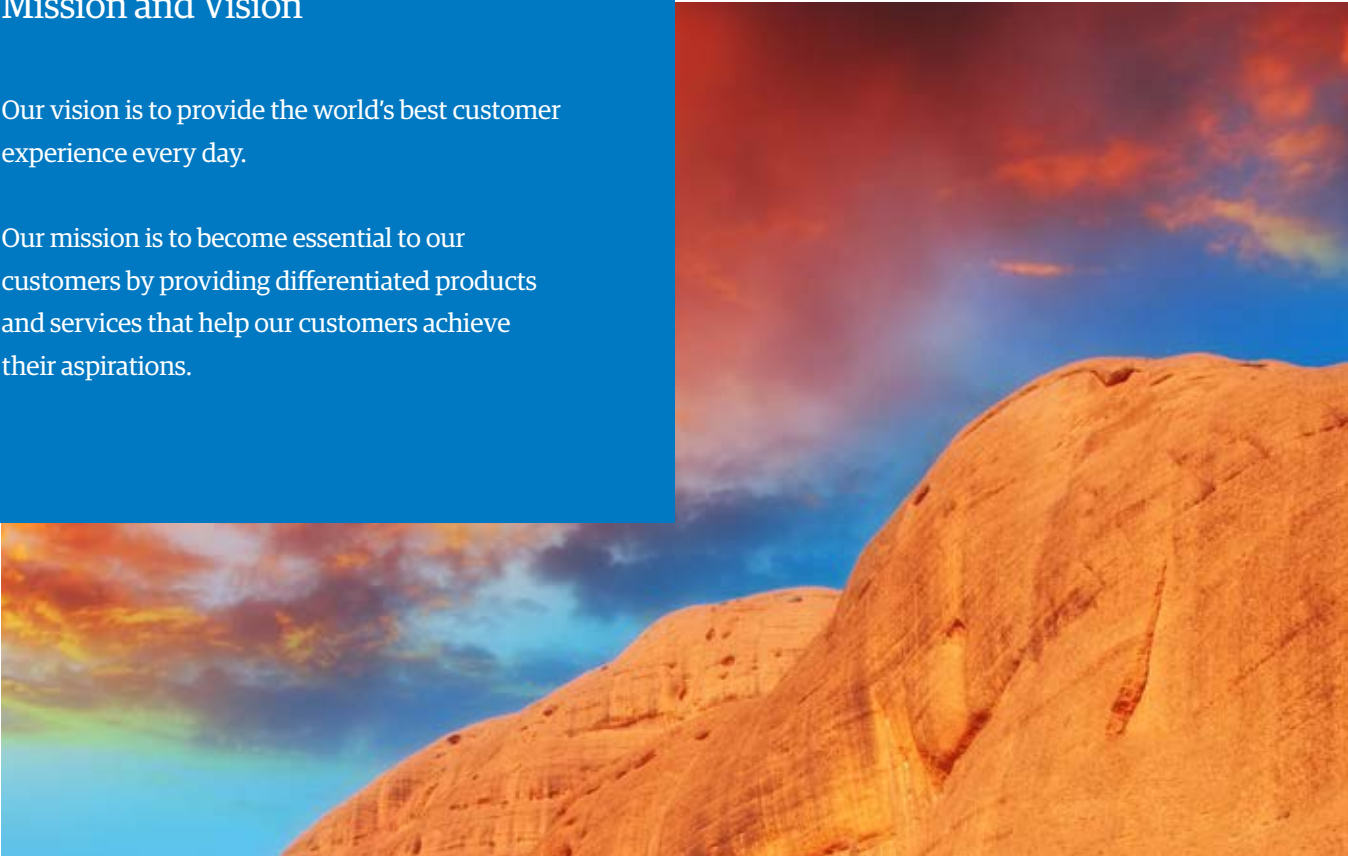 Mission and Vision
Our vision is to provide the world's best customer
experience every day.
Our mission is to become essential to our
customers by providing differentiated products
and services that help our customers achieve
their aspirations.